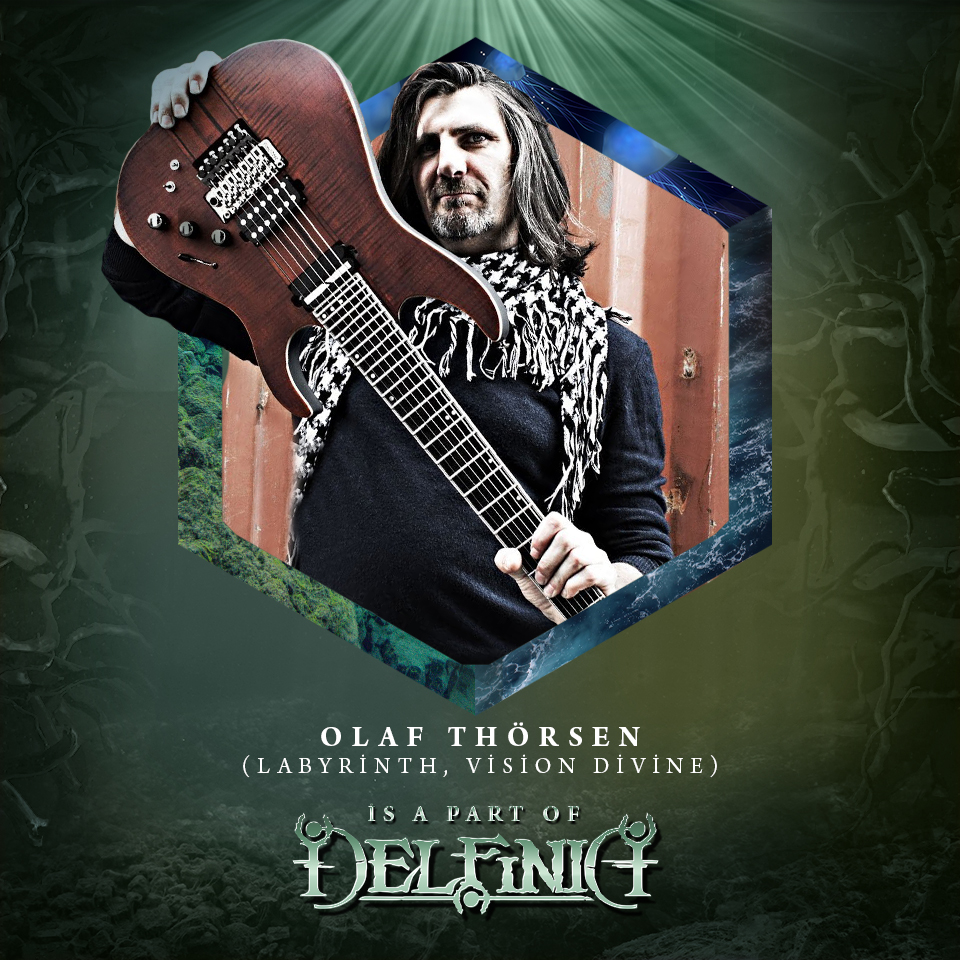 OLAF THÖRSEN
(LABYRİNTH, VİSİON DİVİNE)
İS A PART OF
DELFiNiA